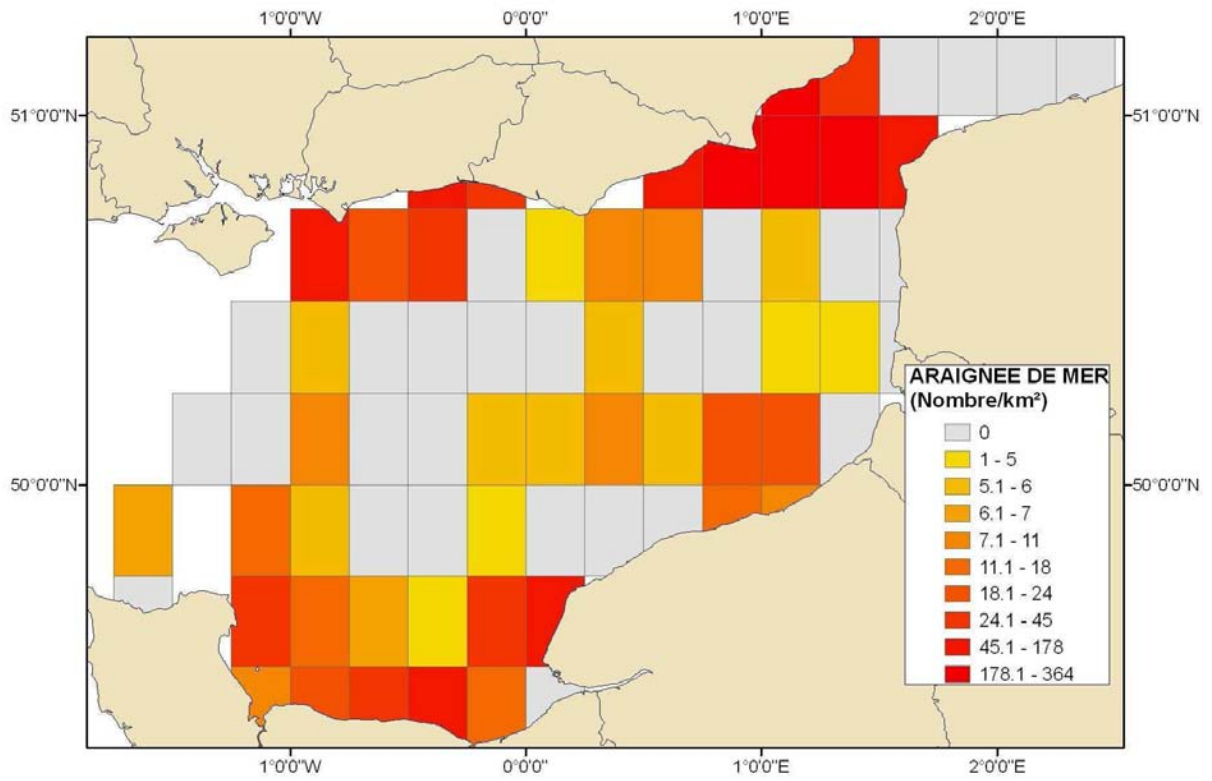 1°0'0"W 0°0'0" 1°0'0"E 2°0'0"E
51°0'0"N 51°0'0"N
ARAIGNEE DE MER
(Nombre/km²)
0
1 - 5
5.1 - 6
6.1 - 7
7.1 - 11
11.1 - 18
18.1 - 24
24.1 - 45
45.1 - 178
178.1 - 364
50°0'0"N 50°0'0"N
1°0'0"W 0°0'0" 1°0'0"E 2°0'0"E